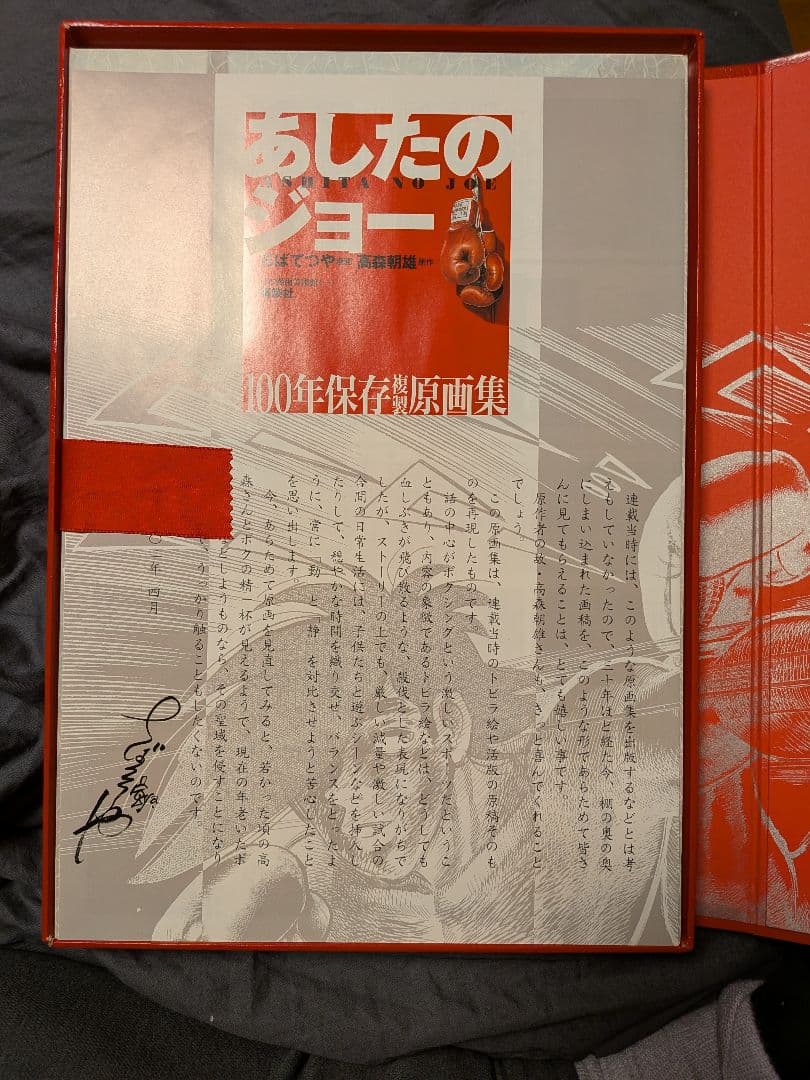 あしたの
ASHITA NO JOE
ジョー
ちばてつや 高森朝雄 原作
講談社
100年保存複製原画集
連載当時には、このような原画集を出版するなどとは考
えもしていなかったので、三十年ほど経た今、棚の奥の奥
にしまい込まれた画稿を、このような形であらためて皆さ
んに見てもらえることは、とても嬉しい事です
原作者の故・高森朝雄さんも、きっと喜んでくれること
でしょう。
この原画集は、連載当時のトビラ絵や活版の原稿そのも
のを再現したものです。
話の中心がボクシングという激しいスポーツだというこ
ともあり、内容の象徴であるトビラ絵などは、どうしても
血しぶきが飛び散るような、殺伐とした表現になりがちで
したが、ストーリーの上でも、厳しい減量や激しい試合の
合間の日常生活には、子供たちと遊ぶシーンなどを挿入し
たりして、穏やかな時間を織り交ぜ、バランスをとったよ
うに、常に「動」と「静」を対比させようと苦心したこと
を思い出します。
今、あらためて原画を見直してみると、若かった頃の高
森さんとボクの精一杯が見えるようで、現在の年老いたボ
どしようものなら、その聖域を侵すことになり
うっかり触ることもしたくないのです。
年 四月
ちばてつや